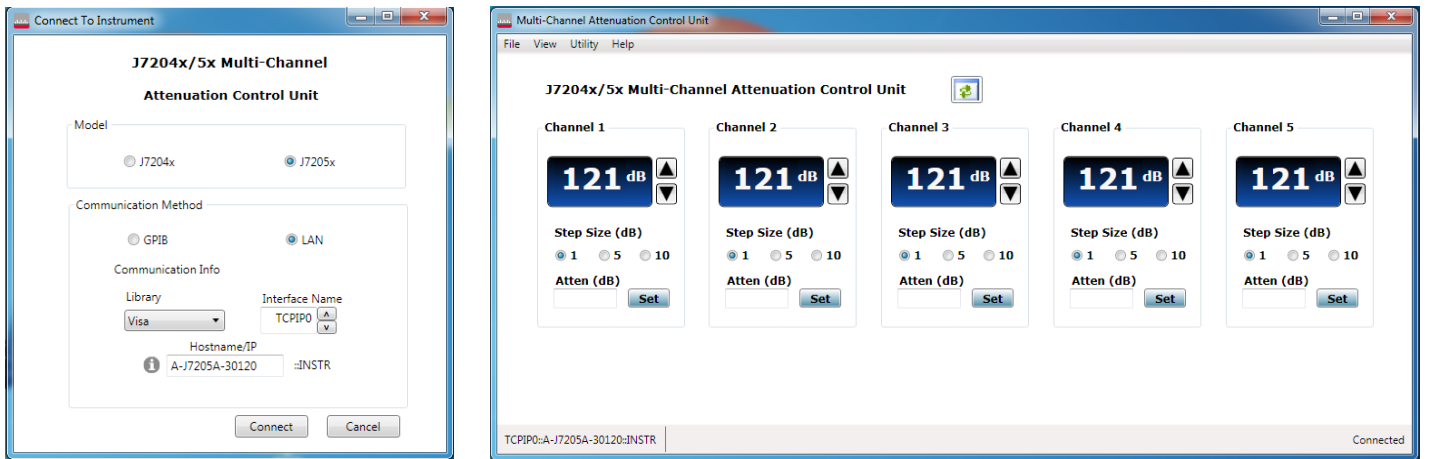 Connect To Instrument
J7204x/5x Multi-Channel
Attenuation Control Unit
Model
J7204x J7205x
Communication Method
GPIB LAN
Communication Info
Library Interface Name
Visa TCPIP0
Hostname/IP
A-J7205A-30120 ::INSTR
Connect Cancel
Multi-Channel Attenuation Control Unit
File View Utility Help
J7204x/5x Multi-Channel Attenuation Control Unit
Channel 1 Channel 2 Channel 3 Channel 4 Channel 5
121 dB 121 dB 121 dB 121 dB 121 dB
Step Size (dB) Step Size (dB) Step Size (dB) Step Size (dB) Step Size (dB)
1 5 10 1 5 10 1 5 10 1 5 10 1 5 10
Atten (dB) Atten (dB) Atten (dB) Atten (dB) Atten (dB)
Set Set Set Set Set
TCPIP0::A-J7205A-30120::INSTR Connected